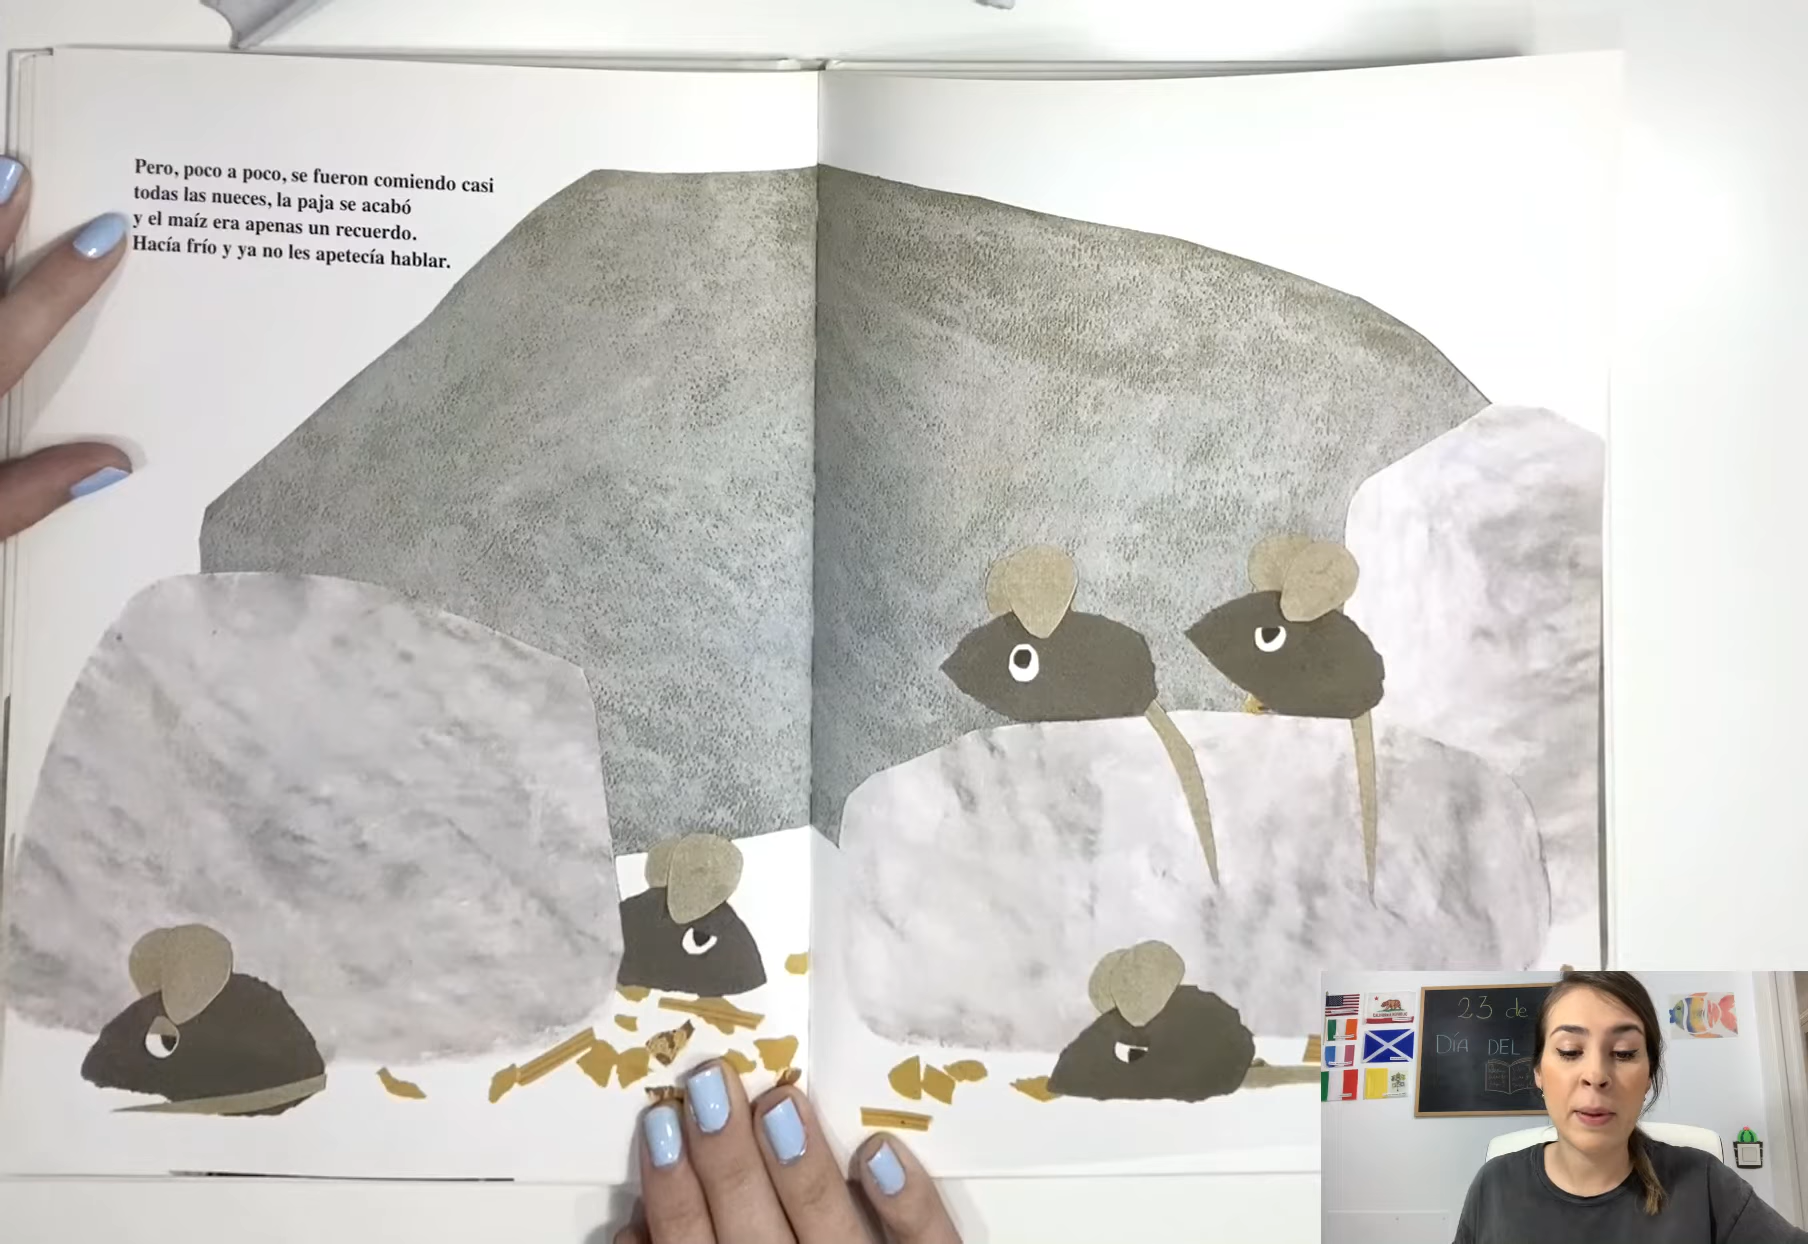 Pero, poco a poco, se fueron comiendo casi
todas las nueces, la paja se acabó
y el maíz era apenas un recuerdo.
Hacía frío y ya no les apetecía hablar.
23 de
DÍA DEL